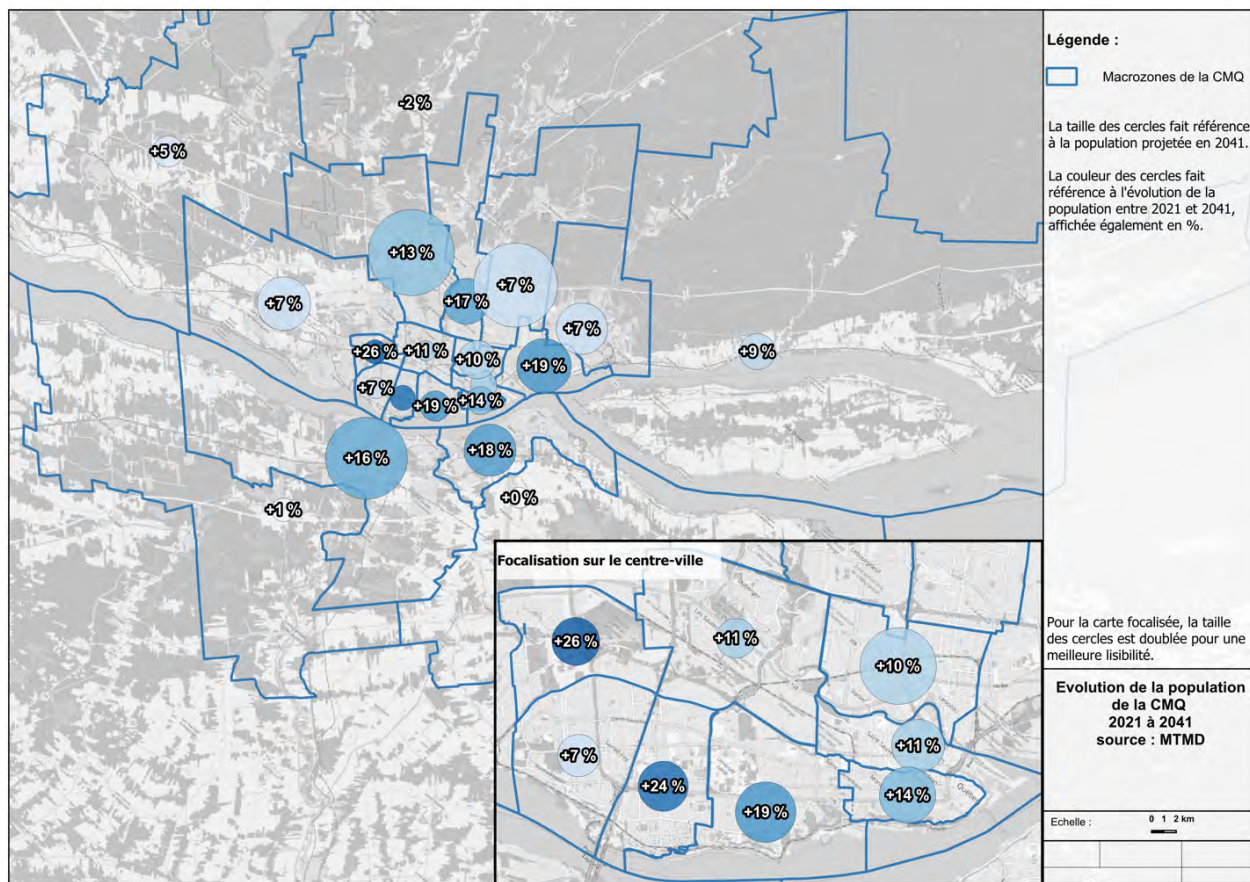 -2 %
+5 %
+13 %
+7 %
+7 %
+17 %
+7 %
+26 %
+11 %
+10 %
+19 %
+9 %
+7 %
+19 %
+14 %
+16 %
+18 %
+1 %
+0 %
Focalisation sur le centre-ville
+26 %
+11 %
+10 %
+7 %
+11 %
+24 %
+14 %
+19 %
Québec
Légende :
Macrozones de la CMQ
La taille des cercles fait référence
à la population projetée en 2041.
La couleur des cercles fait
référence à l'évolution de la
population entre 2021 et 2041,
affichée également en %.
Pour la carte focalisée, la taille
des cercles est doublée pour une
meilleure lisibilité.
Evolution de la population
de la CMQ
2021 à 2041
source : MTMD
Echelle :
0 1 2 km